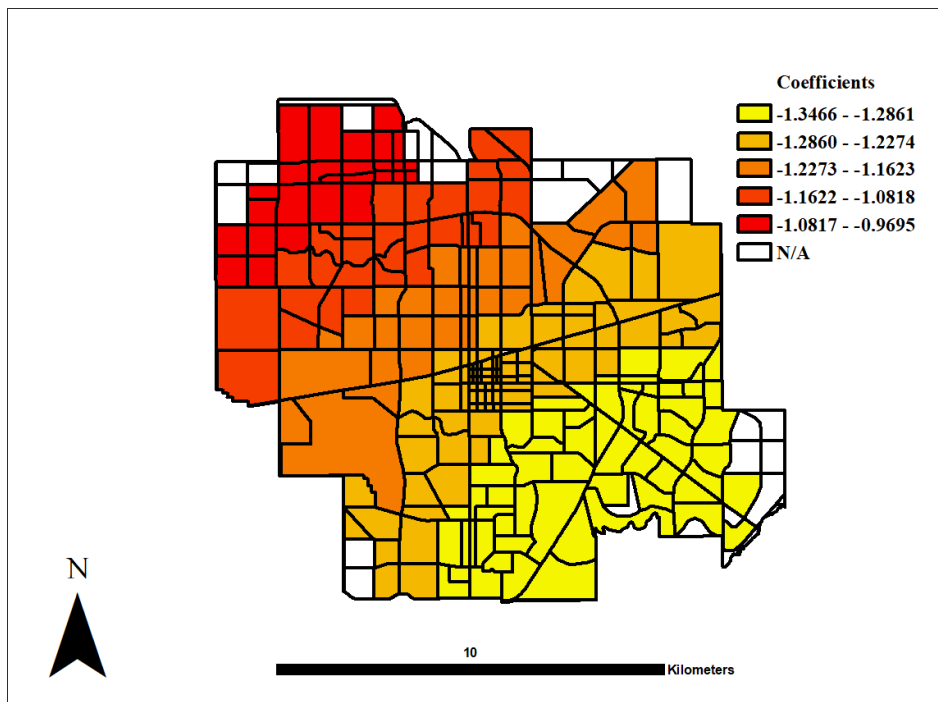 Coefficients
-1.3466 - -1.2861
-1.2860 - -1.2274
-1.2273 - -1.1623
-1.1622 - -1.0818
-1.0817 - -0.9695
N/A
N
10
Kilometers